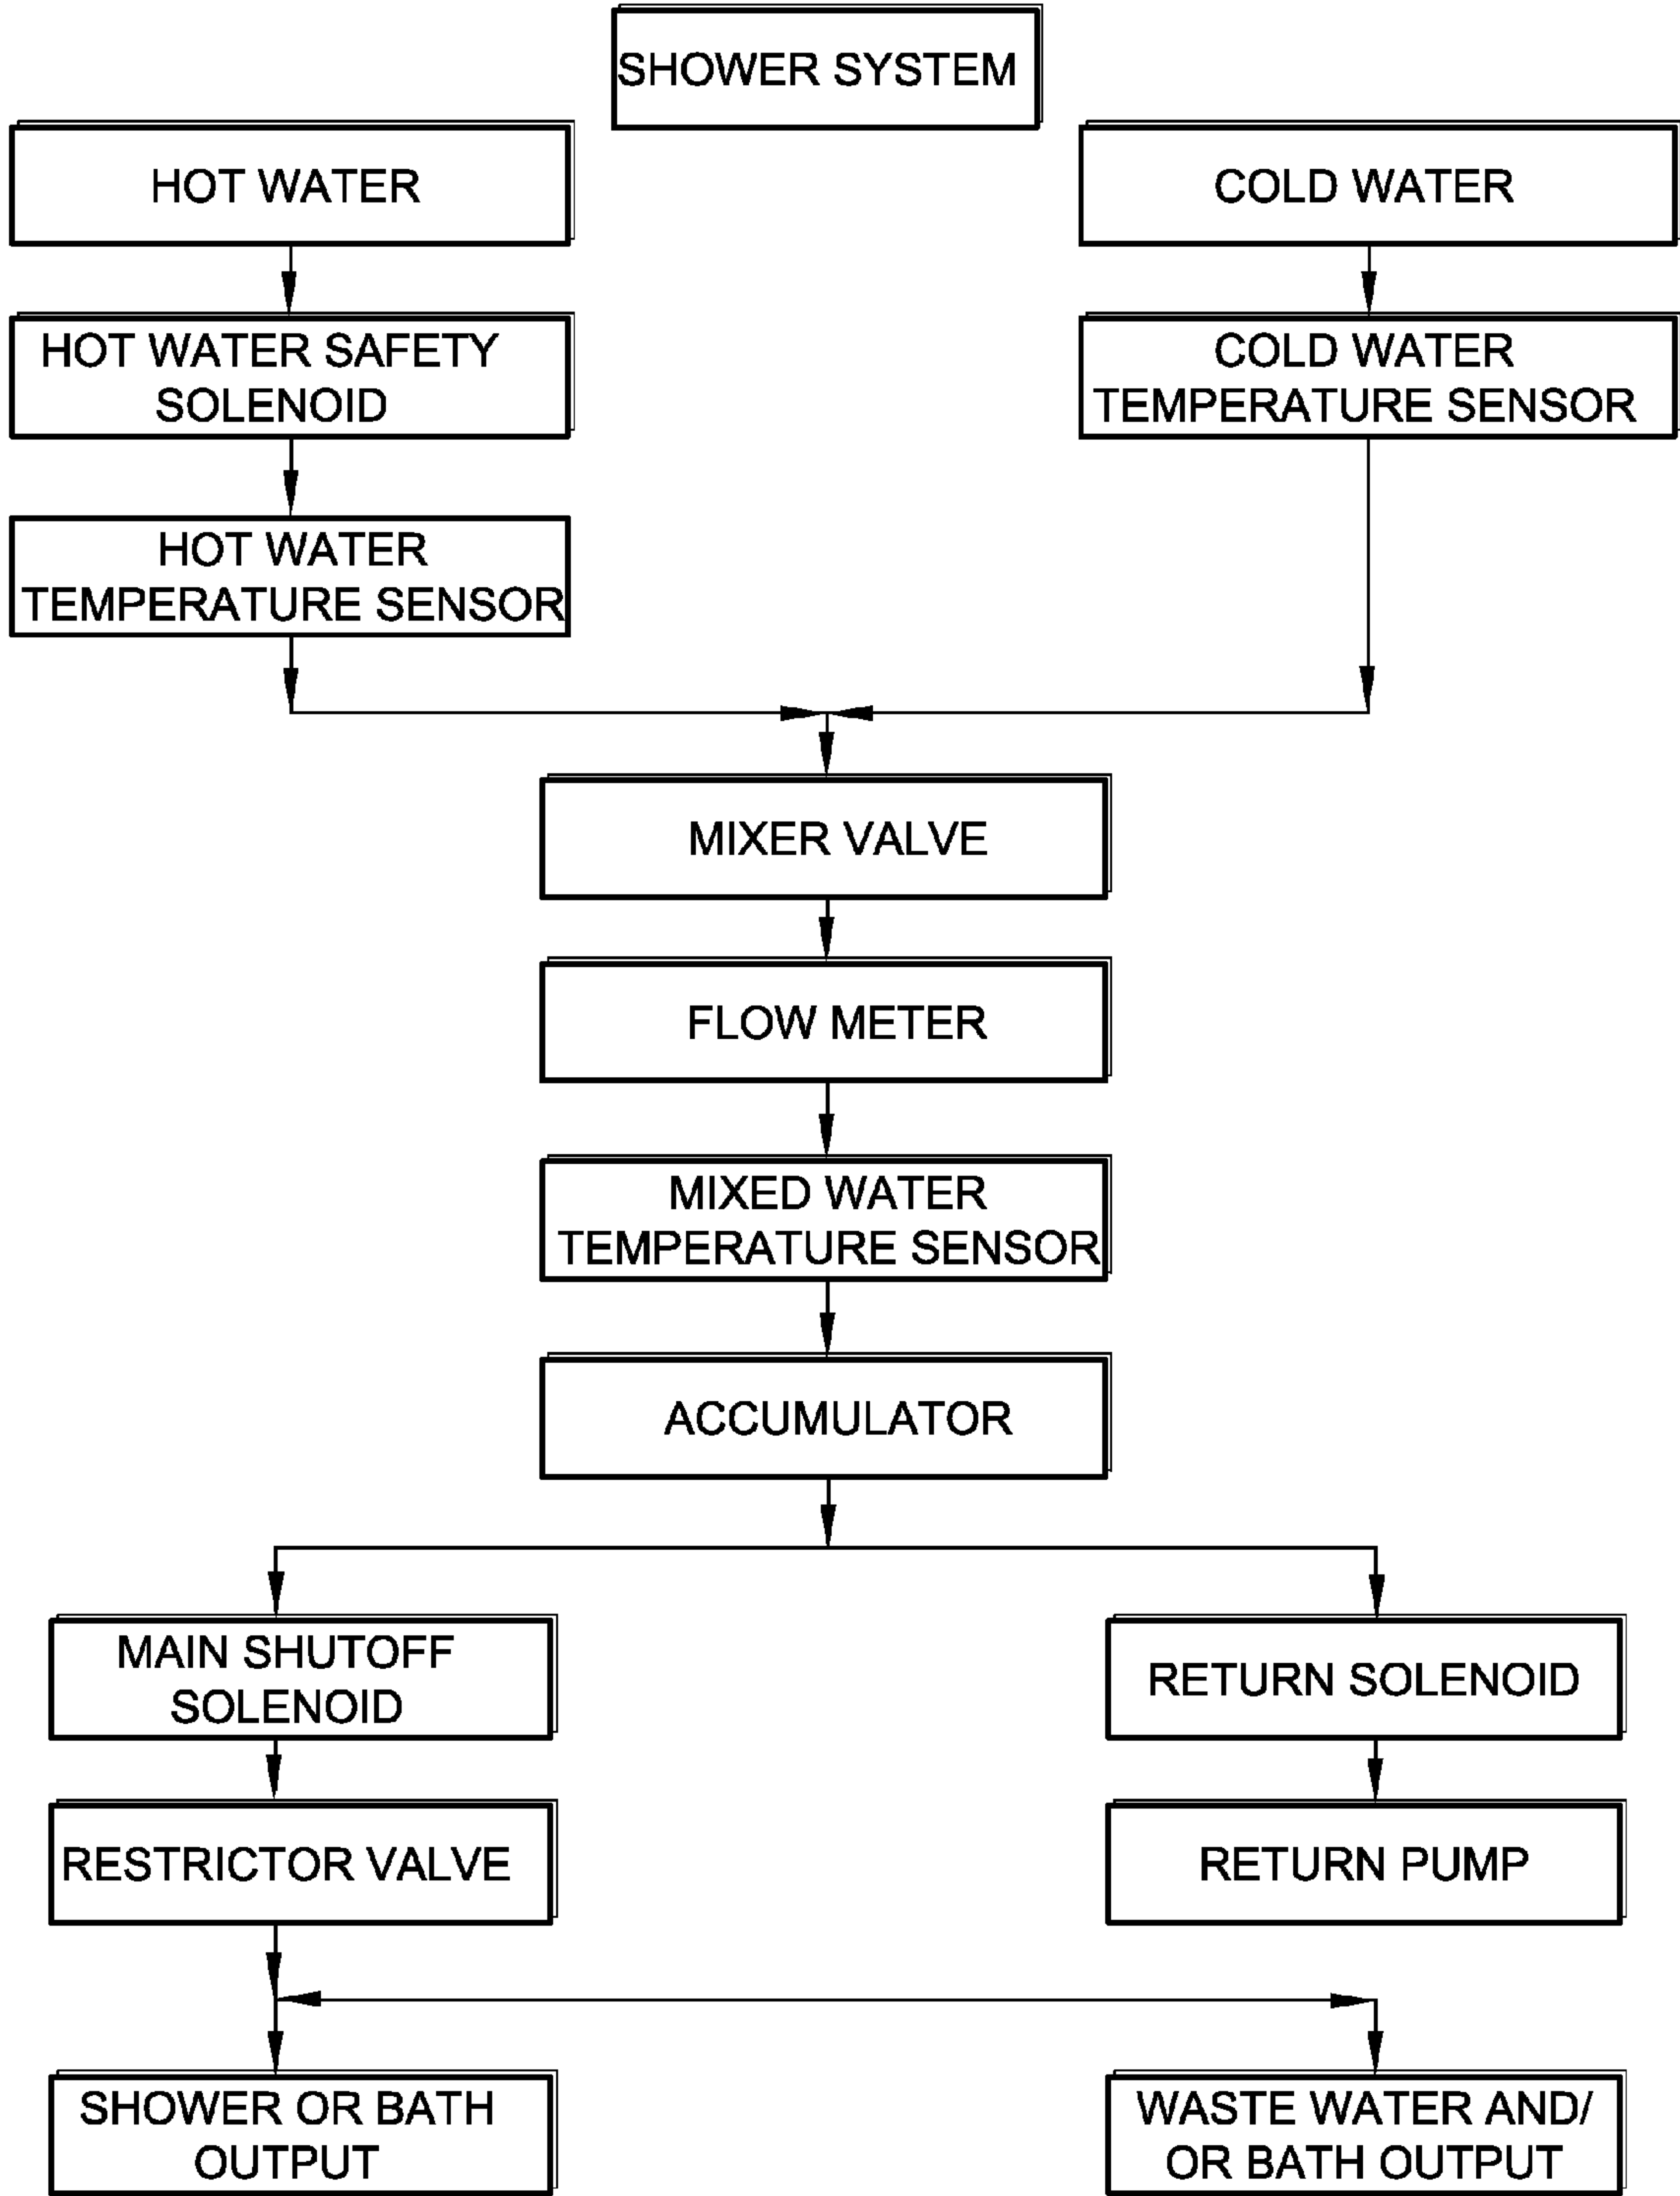 SHOWER SYSTEM
HOT WATER
COLD WATER
HOT WATER SAFETY
SOLENOID
COLD WATER
TEMPERATURE SENSOR
HOT WATER
TEMPERATURE SENSOR
MIXER VALVE
FLOW METER
MIXED WATER
TEMPERATURE SENSOR
ACCUMULATOR
MAIN SHUTOFF
SOLENOID
RETURN SOLENOID
RESTRICTOR VALVE
RETURN PUMP
SHOWER OR BATH
OUTPUT
WASTE WATER AND/
OR BATH OUTPUT